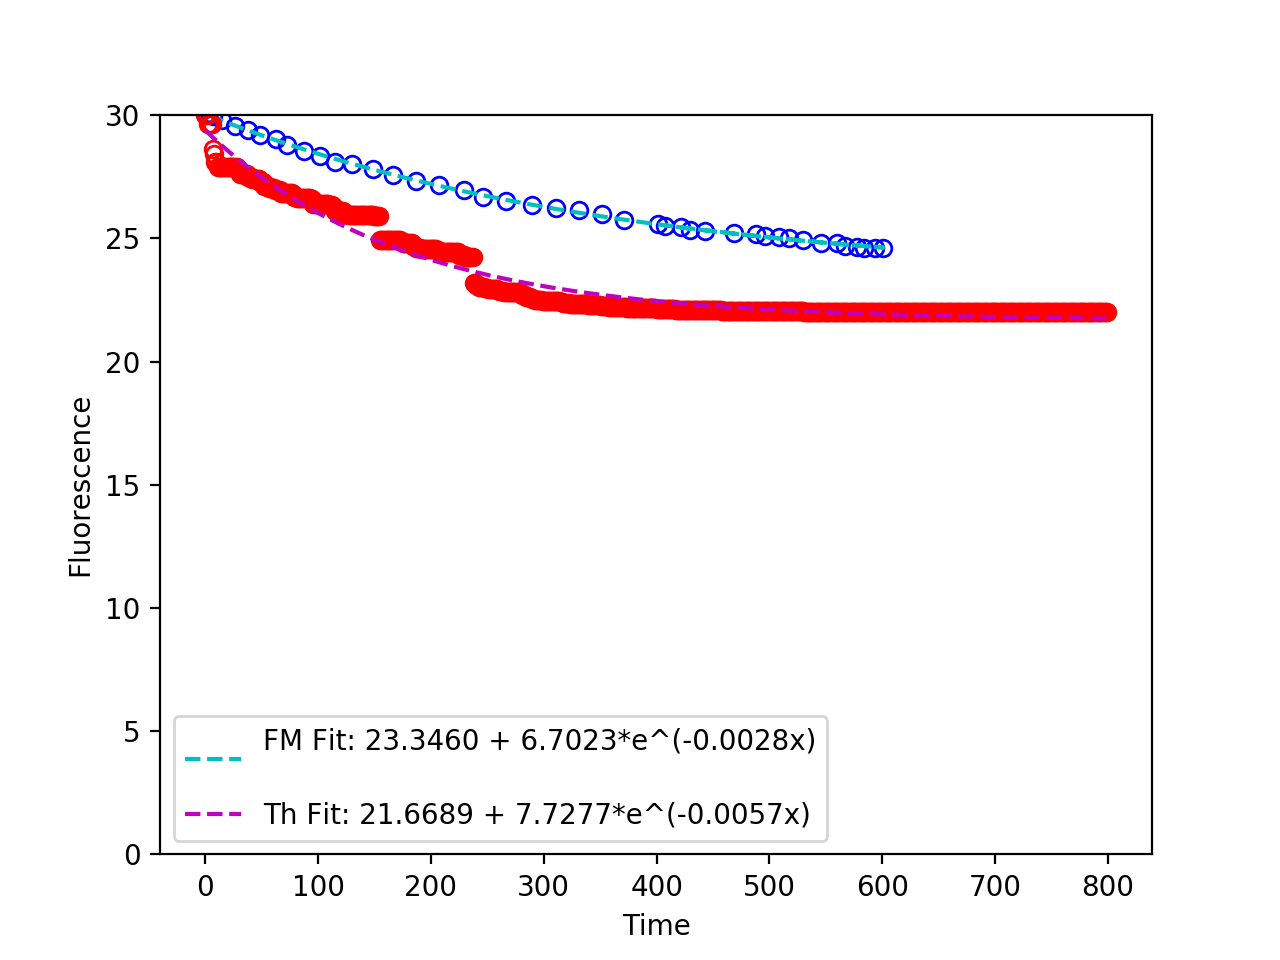 30
25
20
15
10
5
0
Fluorescence
FM Fit: 23.3460 + 6.7023*e^(-0.0028x)
Th Fit: 21.6689 + 7.7277*e^(-0.0057x)
0 100 200 300 400 500 600 700 800
Time